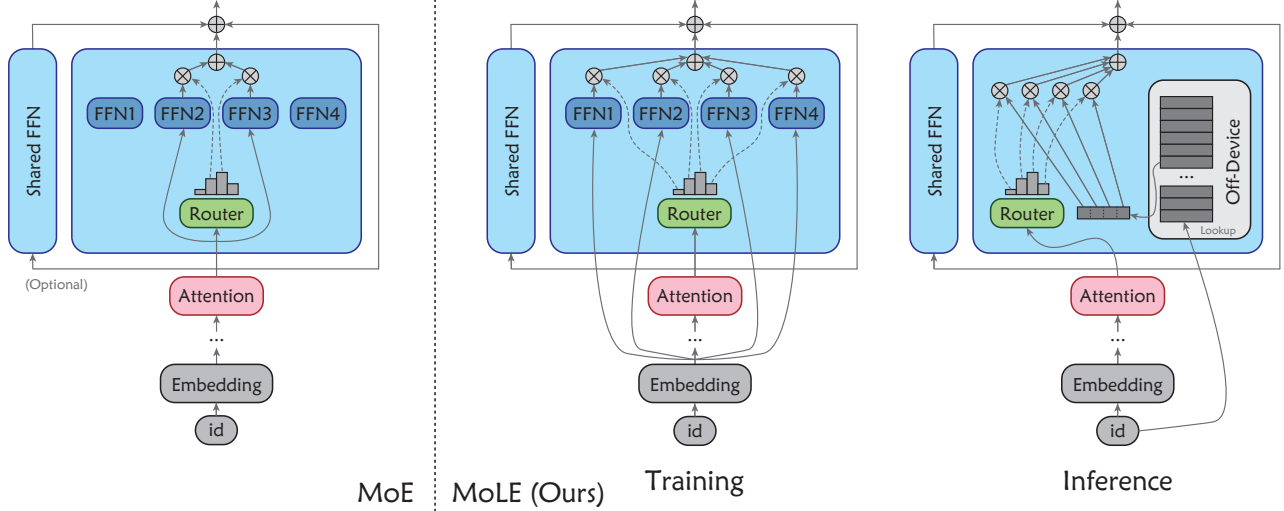 Shared FFN
FFN1
FFN2
FFN3
FFN4
Router
(Optional)
Attention
...
Embedding
id
MoE
Shared FFN
FFN1
FFN2
FFN3
FFN4
Router
Attention
...
Embedding
id
Training
MoLE (Ours)
Shared FFN
...
Off-Device
Router
Lookup
Attention
...
Embedding
id
Inference